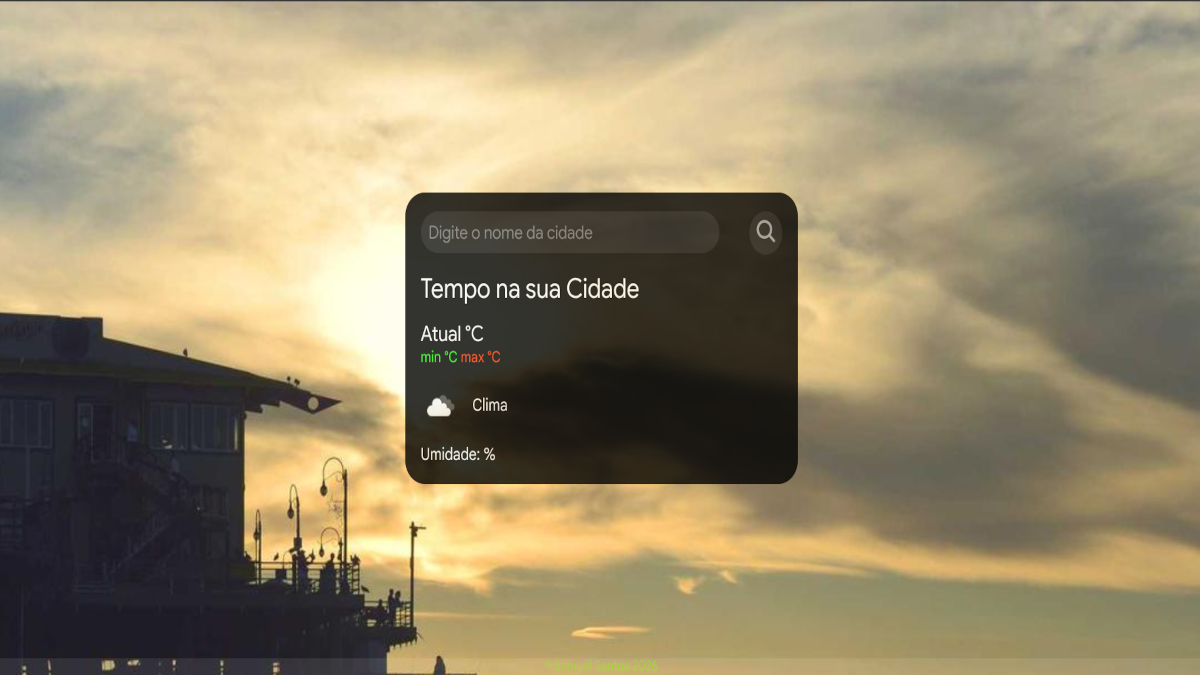 Digite o nome da cidade
Tempo na sua Cidade
Atual °C
min °C max °C
Clima
Umidade: %